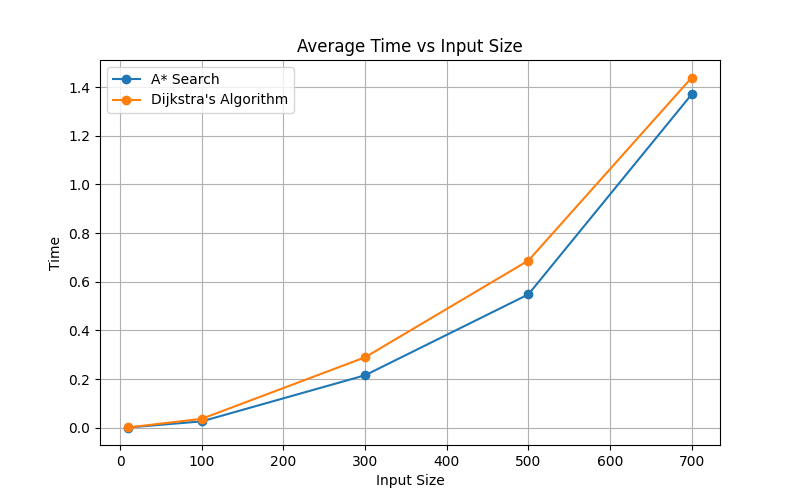 Average Time vs Input Size
A* Search
Dijkstra's Algorithm
1.4
1.2
1.0
0.8
0.6
0.4
0.2
0.0
Time
0 100 200 300 400 500 600 700
Input Size